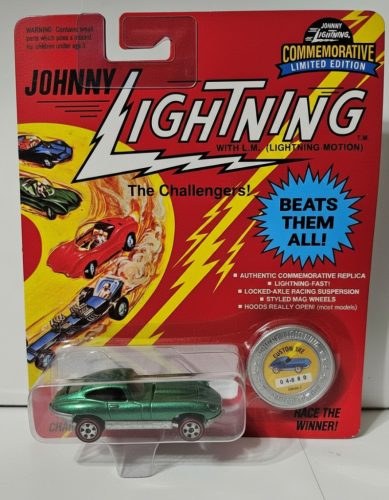 WARNING: Contains small
parts which pose a hazard
for children under age 3.
JOHNNY
LIGHTNING
COMMEMORATIVE
LIMITED EDITION
JOHNNY
LIGHTNING
T.M.
WITH L.M. (LIGHTNING MOTION)
The Challengers!
BEATS
THEM
ALL!
■ AUTHENTIC COMMEMORATIVE REPLICA
■ LIGHTNING-FAST!
■ LOCKED-AXLE RACING SUSPENSION
■ STYLED MAG WHEELS
■ HOODS REALLY OPEN! (most models)
CUSTOM XKE
RACE THE
WINNER!